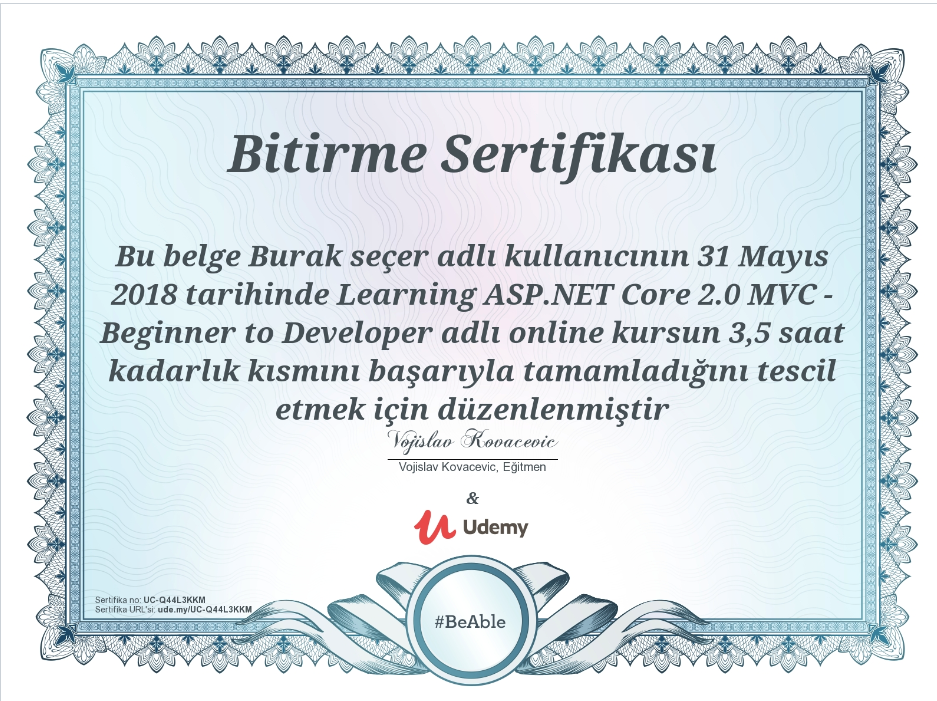 Bitirme Sertifikası
Bu belge Burak seçer adlı kullanıcının 31 Mayıs
2018 tarihinde Learning ASP.NET Core 2.0 MVC -
Beginner to Developer adlı online kursun 3,5 saat
kadarlık kısmını başarıyla tamamladığını tescil
etmek için düzenlenmiştir
Vojislav Kovacevic
Vojislav Kovacevic, Eğitmen
&
Udemy
Sertifika no: UC-Q44L3KKM
Sertifika URL'si: ude.my/UC-Q44L3KKM
#BeAble